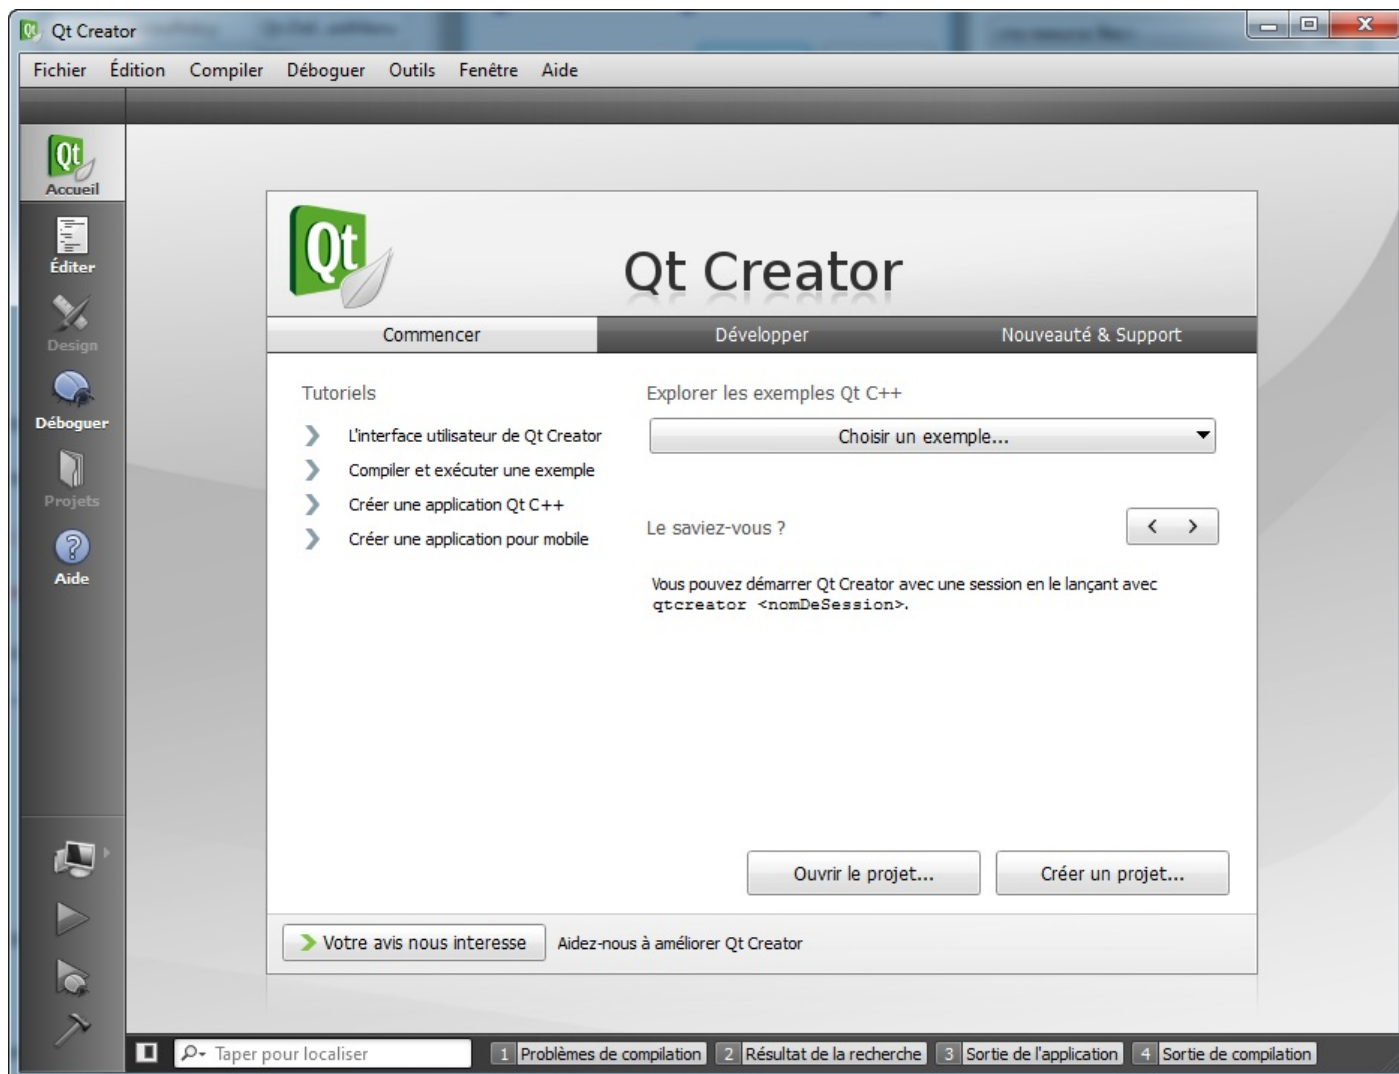 Qt Creator
Fichier Édition Compiler Déboguer Outils Fenêtre Aide
Qt
Accueil
Éditer
Design
Déboguer
Projets
Aide
Qt
Qt Creator
Commencer Développer Nouveauté & Support
Tutoriels
L'interface utilisateur de Qt Creator
Compiler et exécuter une exemple
Créer une application Qt C++
Créer une application pour mobile
Explorer les exemples Qt C++
Choisir un exemple...
Le saviez-vous ?
Vous pouvez démarrer Qt Creator avec une session en le lançant avec
qtcreator <nomDeSession>.
Ouvrir le projet... Créer un projet...
Votre avis nous interesse Aidez-nous à améliorer Qt Creator
Taper pour localiser 1 Problèmes de compilation 2 Résultat de la recherche 3 Sortie de l'application 4 Sortie de compilation